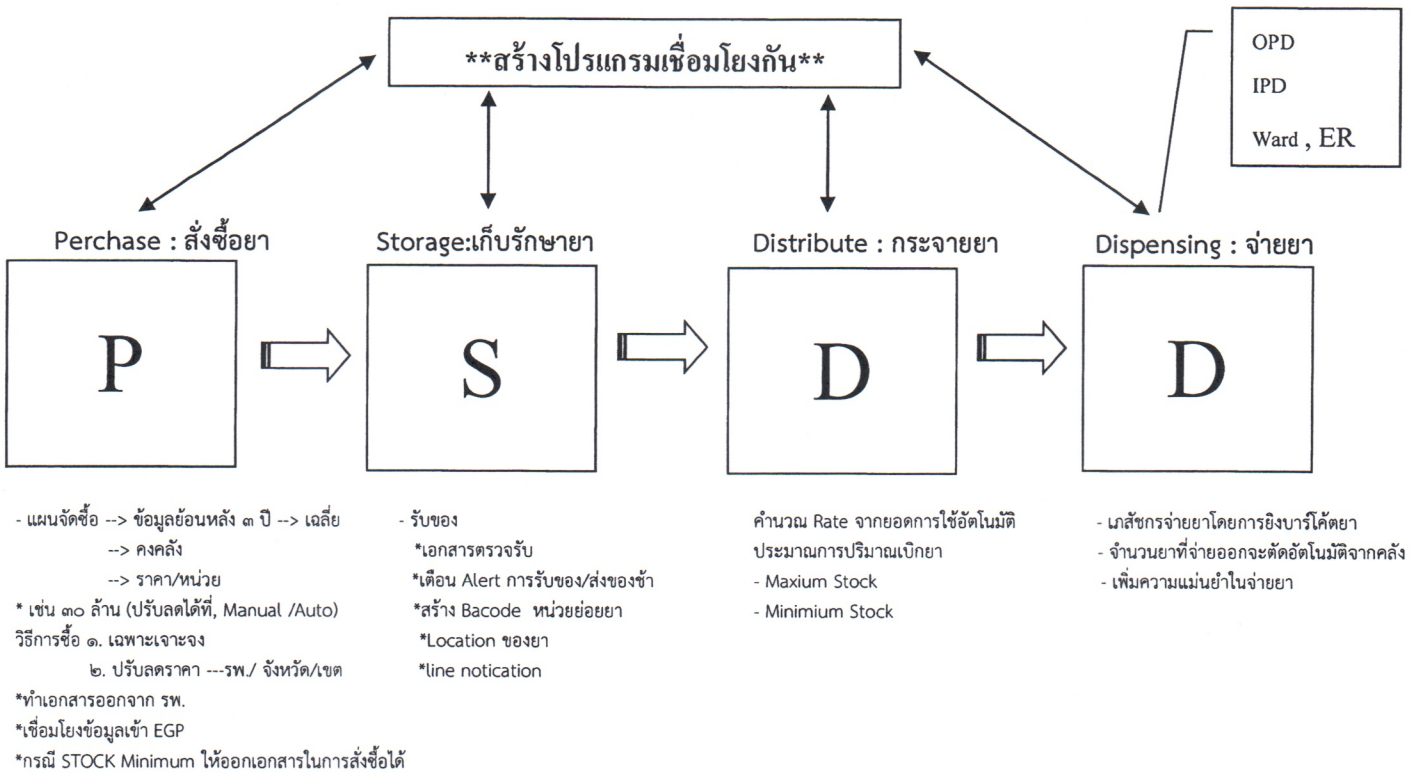 **สร้างโปรแกรมเชื่อมโยงกัน**
OPD
IPD
Ward , ER
Perchase : สั่งซื้อยา
P
- แผนจัดซื้อ --> ข้อมูลย้อนหลัง ๓ ปี --> เฉลี่ย
--> คงคลัง
--> ราคา/หน่วย
* เช่น ๓๐ ล้าน (ปรับลดได้ที่, Manual /Auto)
วิธีการซื้อ ๑. เฉพาะเจาะจง
๒. ปรับลดราคา ---รพ./ จังหวัด/เขต
*ทำเอกสารออกจาก รพ.
*เชื่อมโยงข้อมูลเข้า EGP
*กรณี STOCK Minimum ให้ออกเอกสารในการสั่งซื้อได้
Storage:เก็บรักษายา
S
- รับของ
*เอกสารตรวจรับ
*เตือน Alert การรับของ/ส่งของช้า
*สร้าง Bacode หน่วยย่อยยา
*Location ของยา
*line notication
Distribute : กระจายยา
D
คำนวณ Rate จากยอดการใช้อัตโนมัติ
ประมาณการปริมาณเบิกยา
- Maxium Stock
- Minimium Stock
Dispensing : จ่ายยา
D
- เภสัชกรจ่ายยาโดยการยิงบาร์โค้ตยา
- จำนวนยาที่จ่ายออกจะตัดอัตโนมัติจากคลัง
- เพิ่มความแม่นยำในจ่ายยา